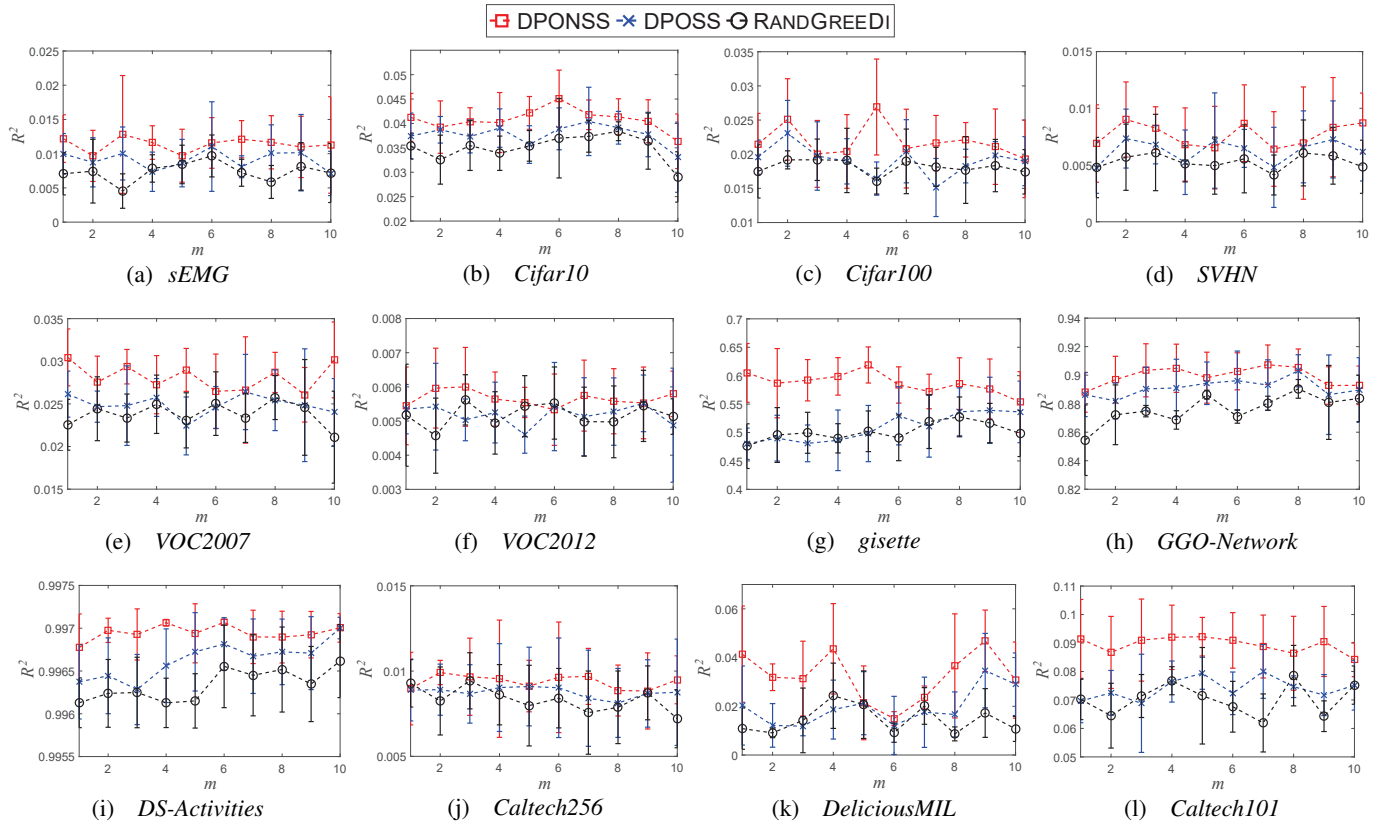 DPONSS DPOSS RANDGREEDI
0.025
0.02
0.015
0.01
0.005
0
R²
2 4 6 8 10
m
(a) sEMG
0.05
0.045
0.04
0.035
0.03
0.025
0.02
R²
2 4 6 8 10
m
(b) Cifar10
0.035
0.03
0.025
0.02
0.015
0.01
R²
2 4 6 8 10
m
(c) Cifar100
0.015
0.01
0.005
0
R²
2 4 6 8 10
m
(d) SVHN
0.035
0.03
0.025
0.02
0.015
R²
2 4 6 8 10
m
(e) VOC2007
0.008
0.007
0.006
0.005
0.004
0.003
R²
2 4 6 8 10
m
(f) VOC2012
0.7
0.65
0.6
0.55
0.5
0.45
0.4
R²
2 4 6 8 10
m
(g) gisette
0.94
0.92
0.9
0.88
0.86
0.84
0.82
R²
2 4 6 8 10
m
(h) GGO-Network
0.9975
0.997
0.9965
0.996
0.9955
R²
2 4 6 8 10
m
(i) DS-Activities
0.015
0.01
0.005
R²
2 4 6 8 10
m
(j) Caltech256
0.06
0.04
0.02
0
R²
2 4 6 8 10
m
(k) DeliciousMIL
0.11
0.1
0.09
0.08
0.07
0.06
0.05
R²
2 4 6 8 10
m
(l) Caltech101